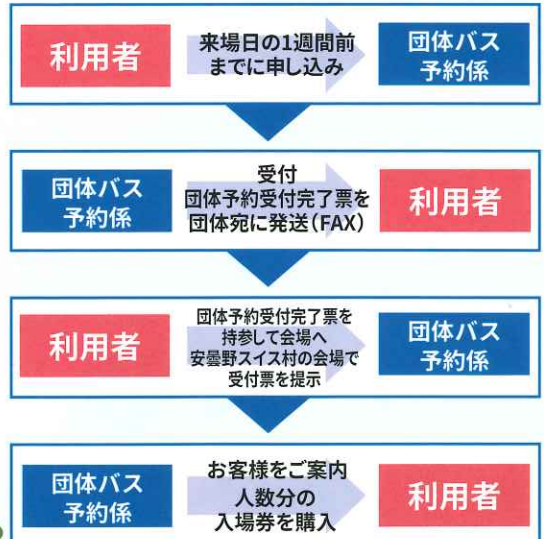 利用者
来場日の1週間前
までに申し込み
団体バス
予約係
団体バス
予約係
受付
団体予約受付完了票を
団体宛に発送(FAX)
利用者
利用者
団体予約受付完了票を
持参して会場へ
安曇野スイス村の会場で
受付票を提示
団体バス
予約係
団体バス
予約係
お客様をご案内
人数分の
入場券を購入
利用者